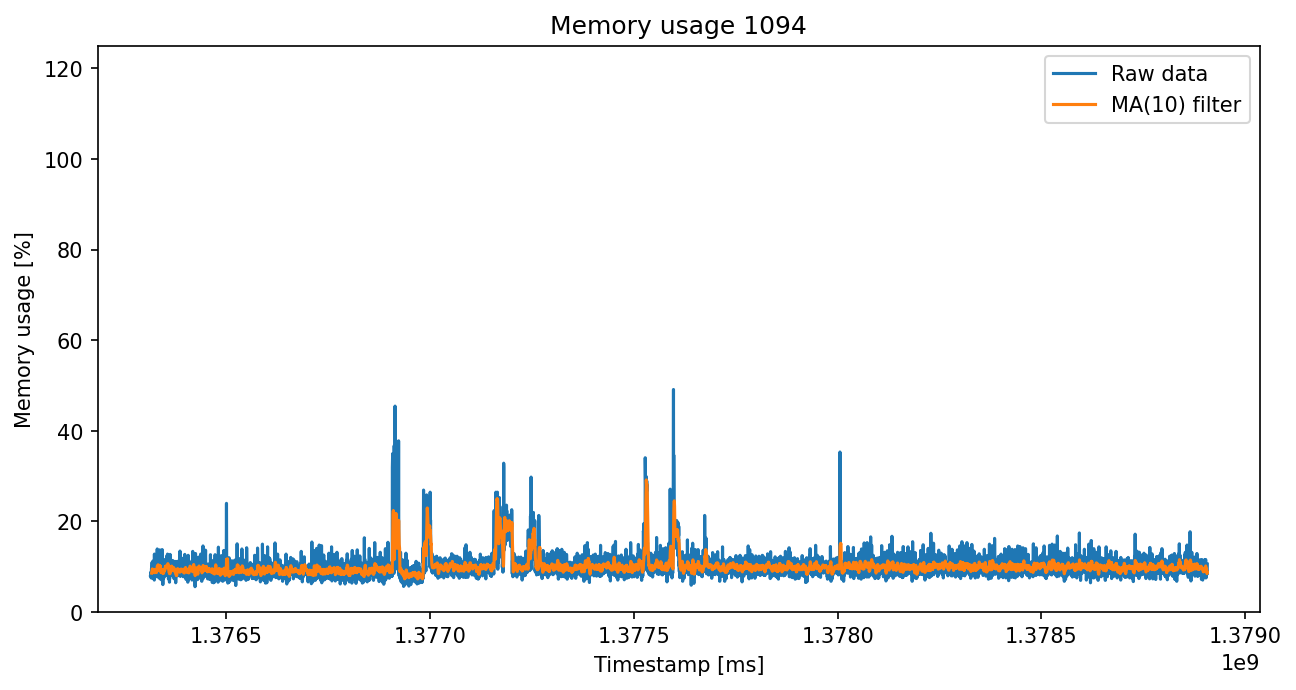 Memory usage 1094
Raw data
MA(10) filter
Memory usage [%]
120
100
80
60
40
20
0
1.3765 1.3770 1.3775 1.3780 1.3785 1.3790
1e9
Timestamp [ms]